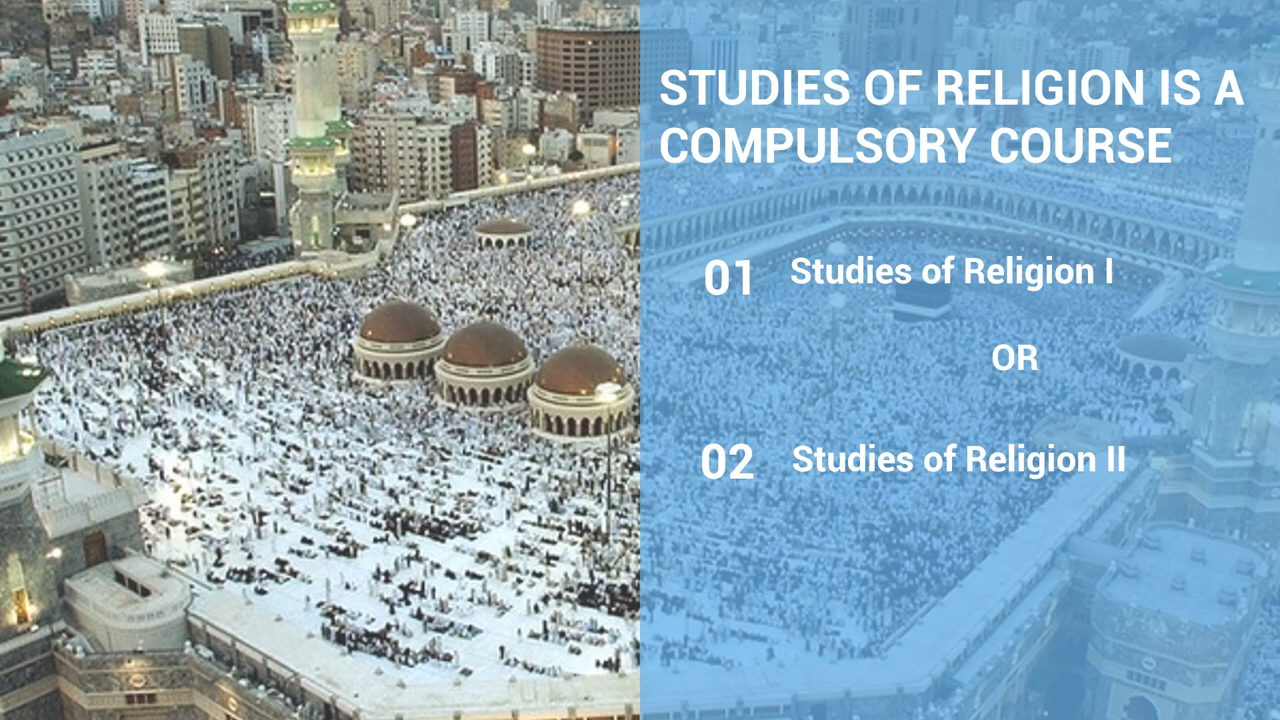 STUDIES OF RELIGION IS A
COMPULSORY COURSE
01 Studies of Religion I
OR
02 Studies of Religion II